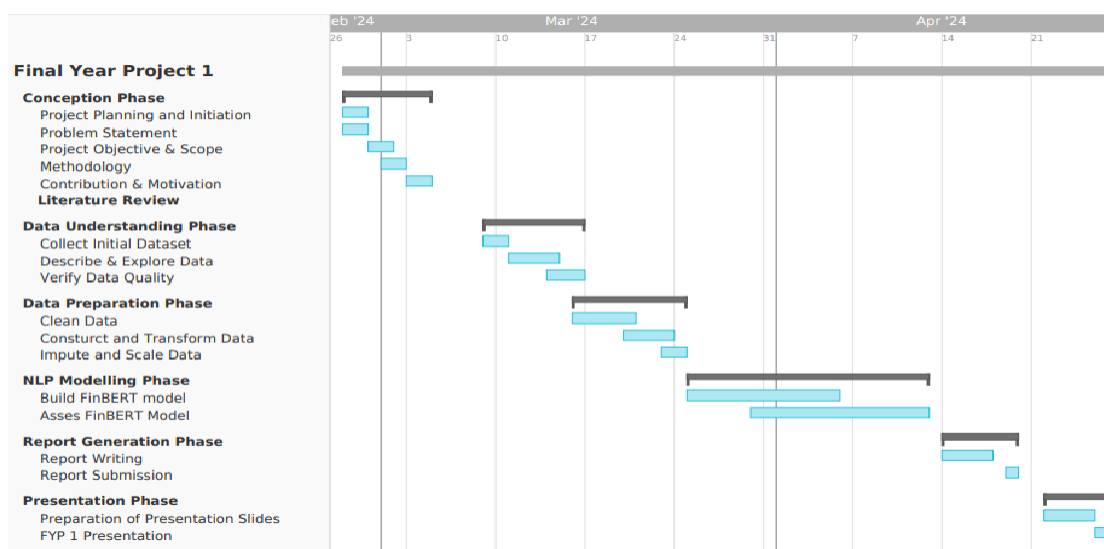 eb '24 Mar '24 Apr '24
26 3 10 17 24 31 7 14 21
Final Year Project 1
Conception Phase
Project Planning and Initiation
Problem Statement
Project Objective & Scope
Methodology
Contribution & Motivation
Literature Review
Data Understanding Phase
Collect Initial Dataset
Describe & Explore Data
Verify Data Quality
Data Preparation Phase
Clean Data
Consturct and Transform Data
Impute and Scale Data
NLP Modelling Phase
Build FinBERT model
Asses FinBERT Model
Report Generation Phase
Report Writing
Report Submission
Presentation Phase
Preparation of Presentation Slides
FYP 1 Presentation